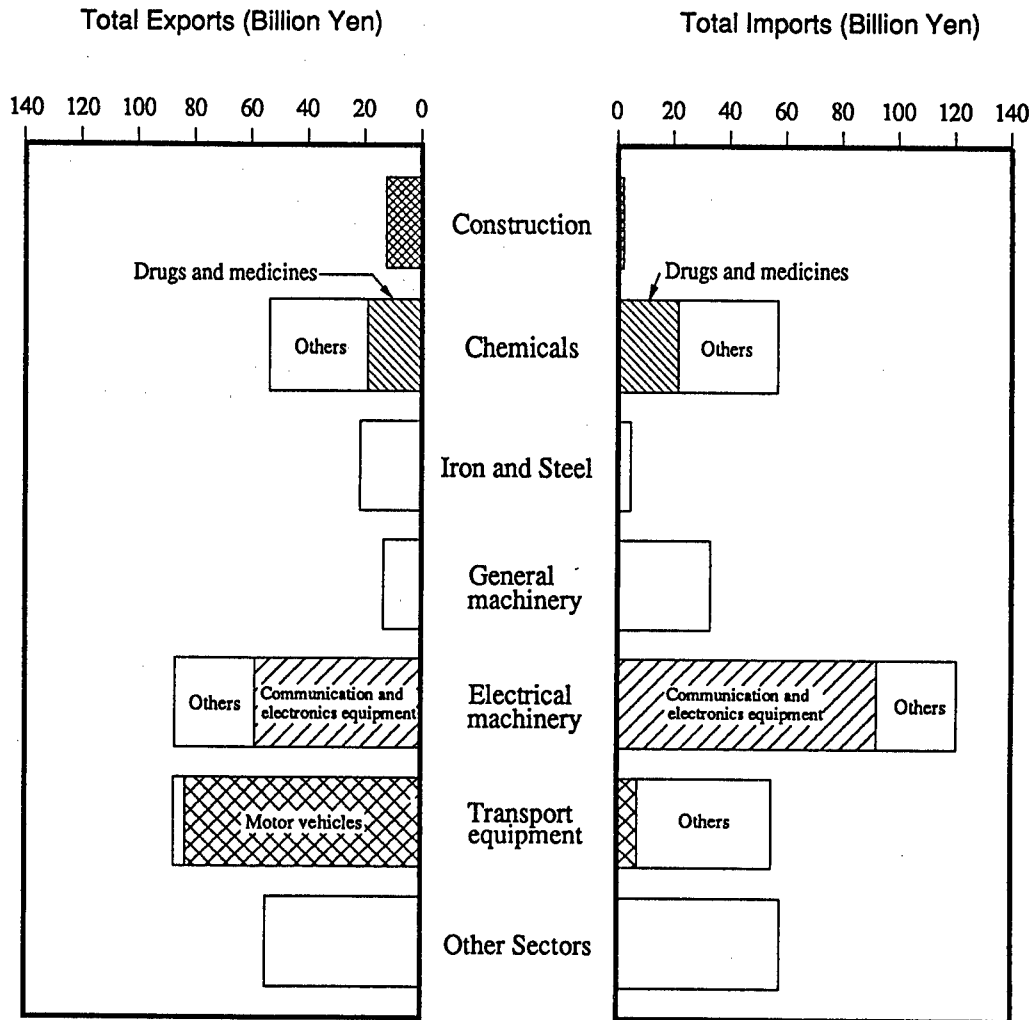 Total Exports (Billion Yen)
Total Imports (Billion Yen)
140 120 100 80 60 40 20 0
0 20 40 60 80 100 120 140
Construction
Drugs and medicines
Drugs and medicines
Others
Chemicals
Others
Iron and Steel
General
machinery
Others
Communication and
electronics equipment
Electrical
machinery
Communication and
electronics equipment
Others
Motor vehicles
Transport
equipment
Others
Other Sectors